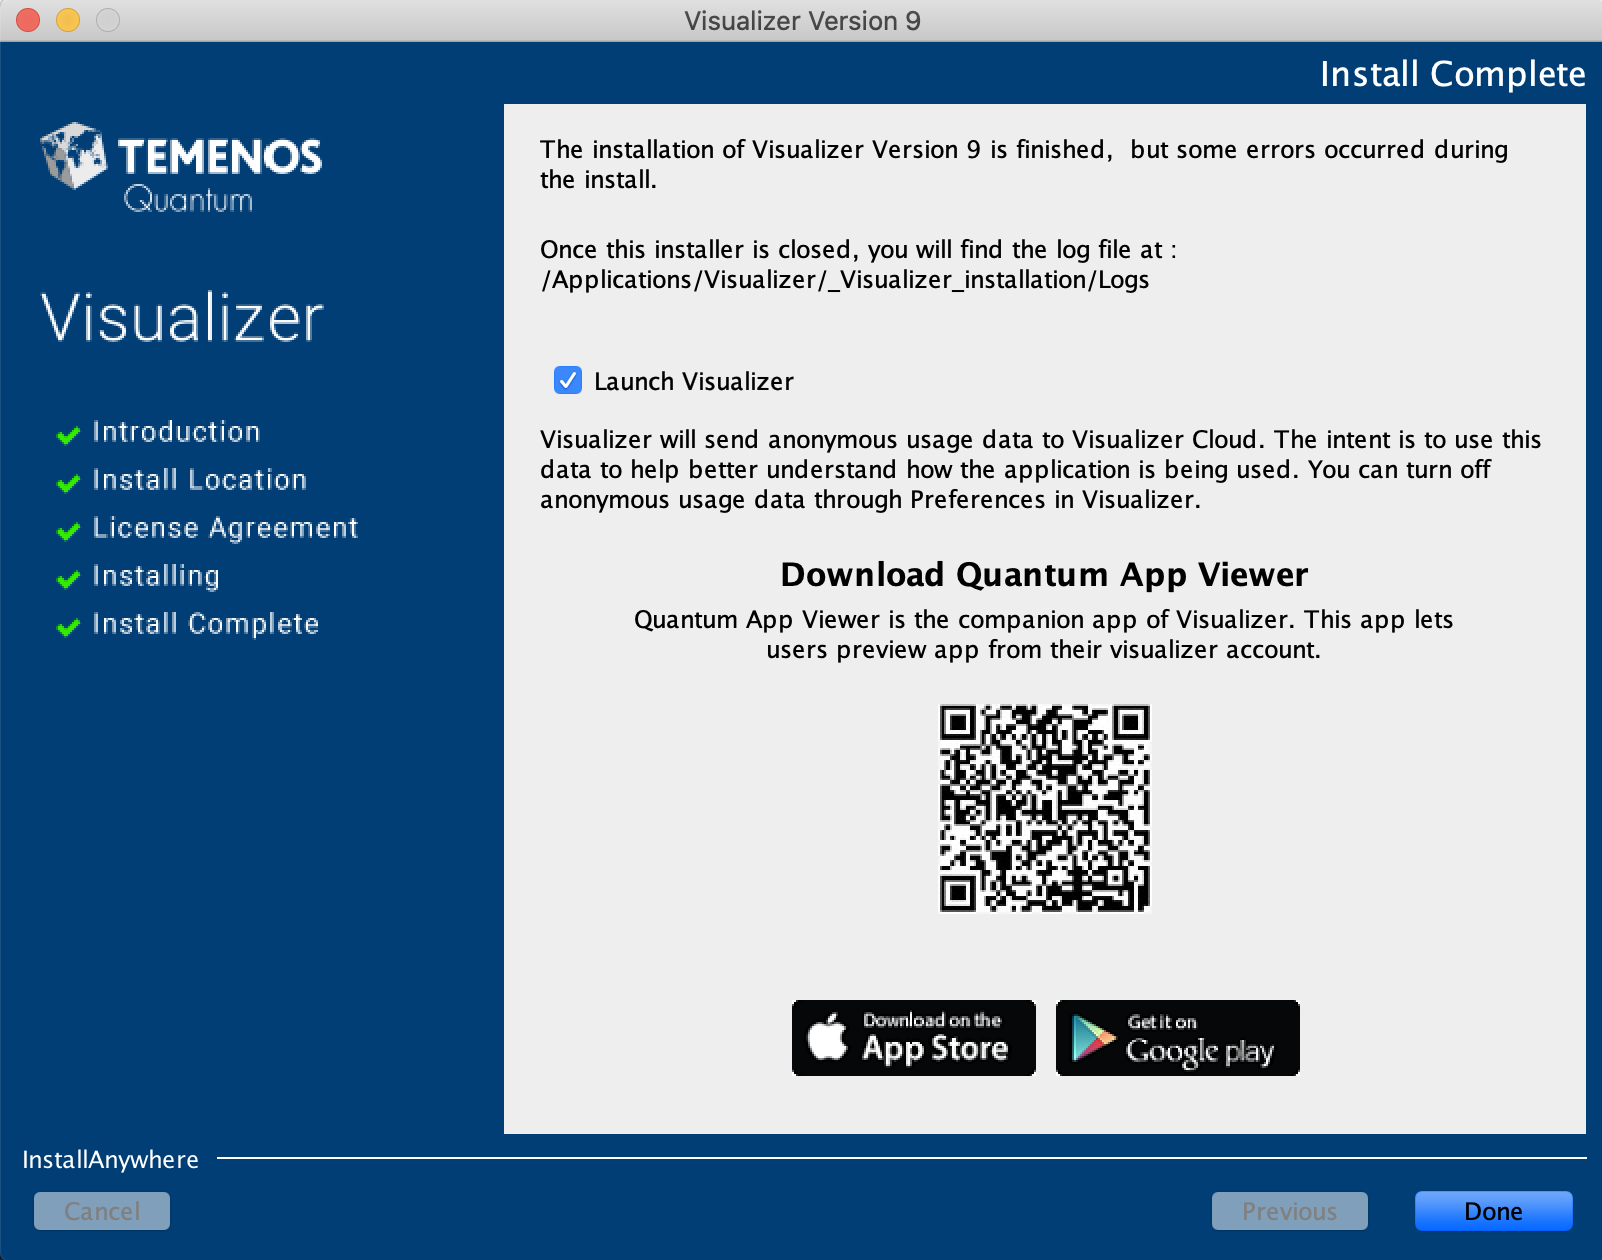 Visualizer Version 9
Install Complete
TEMENOS
Quantum
Visualizer
Introduction
Install Location
License Agreement
Installing
Install Complete
The installation of Visualizer Version 9 is finished,  but some errors occurred during
the install.
Once this installer is closed, you will find the log file at :
/Applications/Visualizer/_Visualizer_installation/Logs
Launch Visualizer
Visualizer will send anonymous usage data to Visualizer Cloud. The intent is to use this
data to help better understand how the application is being used. You can turn off
anonymous usage data through Preferences in Visualizer.
Download Quantum App Viewer
Quantum App Viewer is the companion app of Visualizer. This app lets
users preview app from their visualizer account.
Download on the
App Store
Get it on
Google play
InstallAnywhere
Cancel
Previous
Done